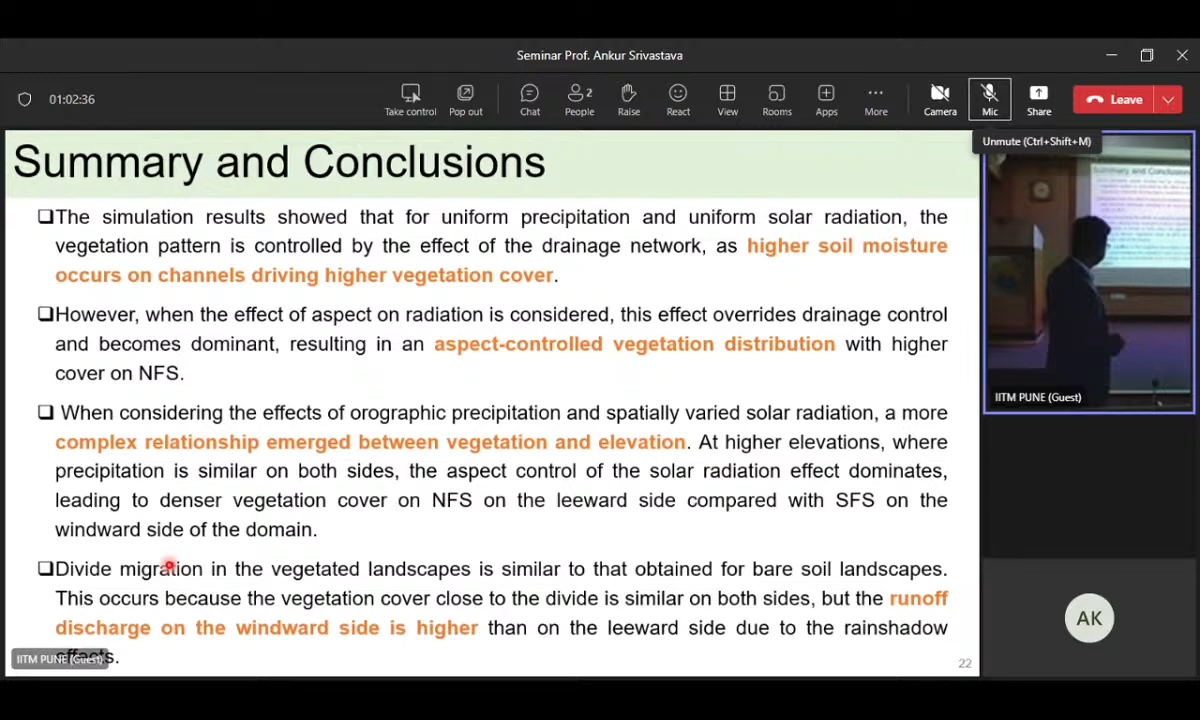 Seminar Prof. Ankur Srivastava
01:02:36
Take control
Pop out
Chat
2
People
Raise
React
View
Rooms
Apps
More
Camera
Mic
Share
Leave
Unmute (Ctrl+Shift+M)
Summary and Conclusions
❑The simulation results showed that for uniform precipitation and uniform solar radiation, the
vegetation pattern is controlled by the effect of the drainage network, as higher soil moisture
occurs on channels driving higher vegetation cover.
❑However, when the effect of aspect on radiation is considered, this effect overrides drainage control
and becomes dominant, resulting in an aspect-controlled vegetation distribution with higher
cover on NFS.
❑ When considering the effects of orographic precipitation and spatially varied solar radiation, a more
complex relationship emerged between vegetation and elevation. At higher elevations, where
precipitation is similar on both sides, the aspect control of the solar radiation effect dominates,
leading to denser vegetation cover on NFS on the leeward side compared with SFS on the
windward side of the domain.
❑Divide migration in the vegetated landscapes is similar to that obtained for bare soil landscapes.
This occurs because the vegetation cover close to the divide is similar on both sides, but the runoff
discharge on the windward side is higher than on the leeward side due to the rainshadow
effects.
22
IITM PUNE (Guest)
Summary and Conclusions
IITM PUNE (Guest)
AK